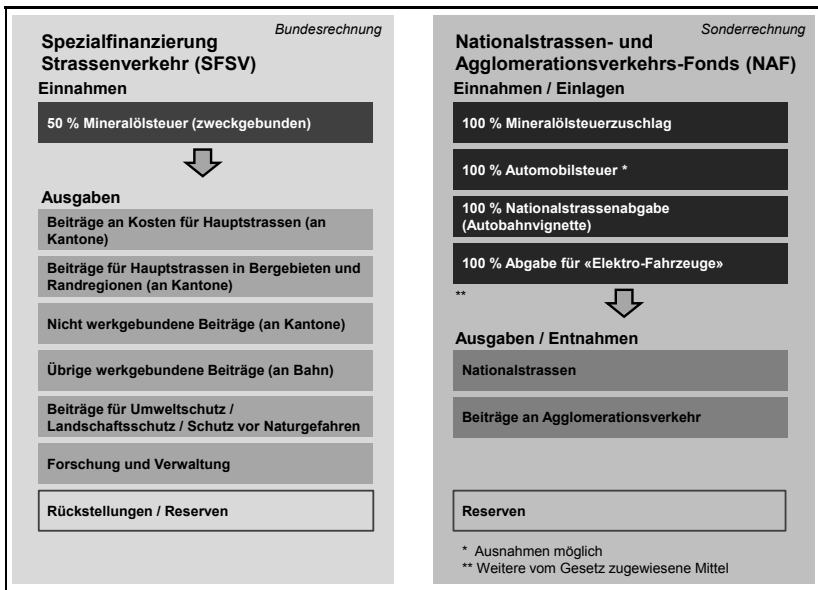 Bundesrechnung
Spezialfinanzierung
Strassenverkehr (SFSV)
Einnahmen
50 % Mineralölsteuer (zweckgebunden)
Ausgaben
Beiträge an Kosten für Hauptstrassen (an
Kantone)
Beiträge für Hauptstrassen in Bergebieten und
Randregionen (an Kantone)
Nicht werkgebundene Beiträge (an Kantone)
Übrige werkgebundene Beiträge (an Bahn)
Beiträge für Umweltschutz /
Landschaftsschutz / Schutz vor Naturgefahren
Forschung und Verwaltung
Rückstellungen / Reserven
Sonderrechnung
Nationalstrassen- und
Agglomerationsverkehrs-Fonds (NAF)
Einnahmen / Einlagen
100 % Mineralölsteuerzuschlag
100 % Automobilsteuer *
100 % Nationalstrassenabgabe
(Autobahnvignette)
100 % Abgabe für «Elektro-Fahrzeuge»
**
Ausgaben / Entnahmen
Nationalstrassen
Beiträge an Agglomerationsverkehr
Reserven
* Ausnahmen möglich
** Weitere vom Gesetz zugewiesene Mittel